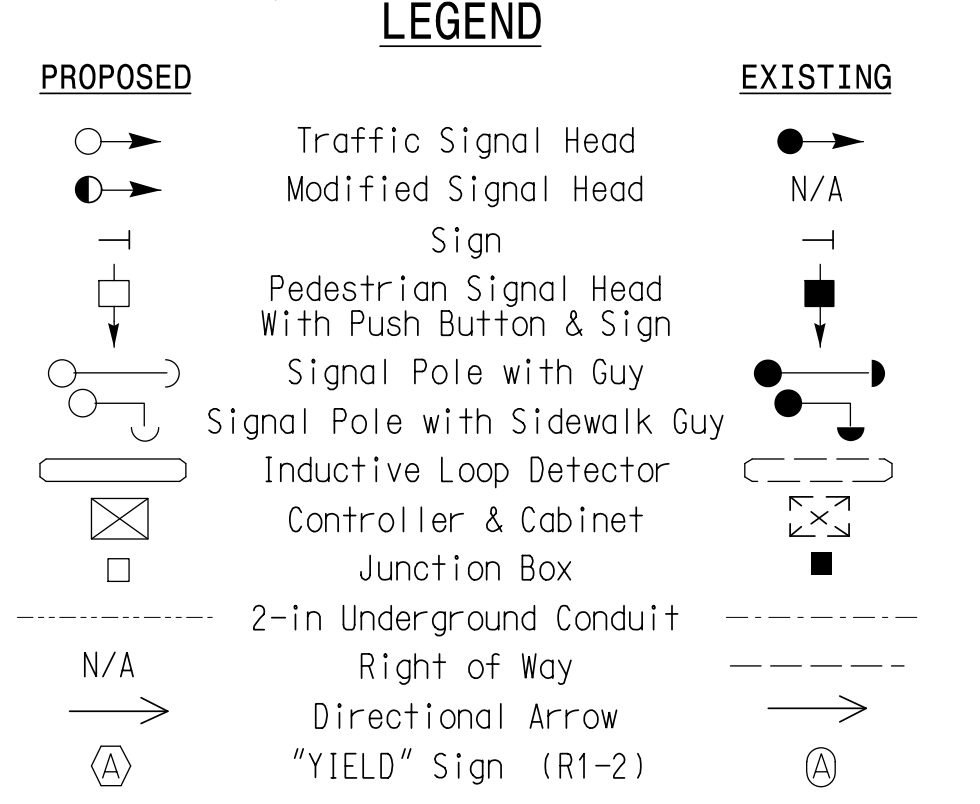 LEGEND
PROPOSED EXISTING
Traffic Signal Head
Modified Signal Head N/A
Sign
Pedestrian Signal Head
With Push Button & Sign
Signal Pole with Guy
Signal Pole with Sidewalk Guy
Inductive Loop Detector
Controller & Cabinet
Junction Box
2-in Underground Conduit
N/A Right of Way
Directional Arrow
A "YIELD" Sign (R1-2) A